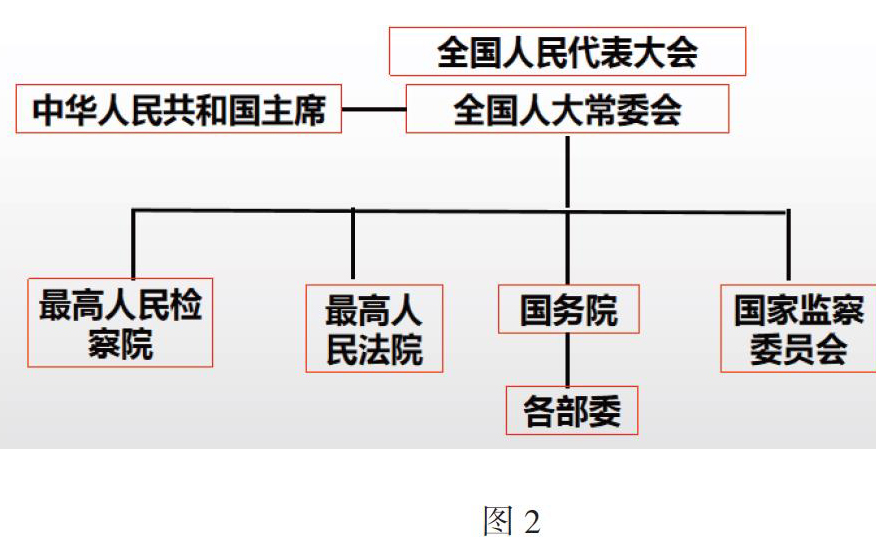 全国人民代表大会
中华人民共和国主席
全国人大常委会
最高人民检
察院
最高人
民法院
国务院
国家监察
委员会
各部委
图 2